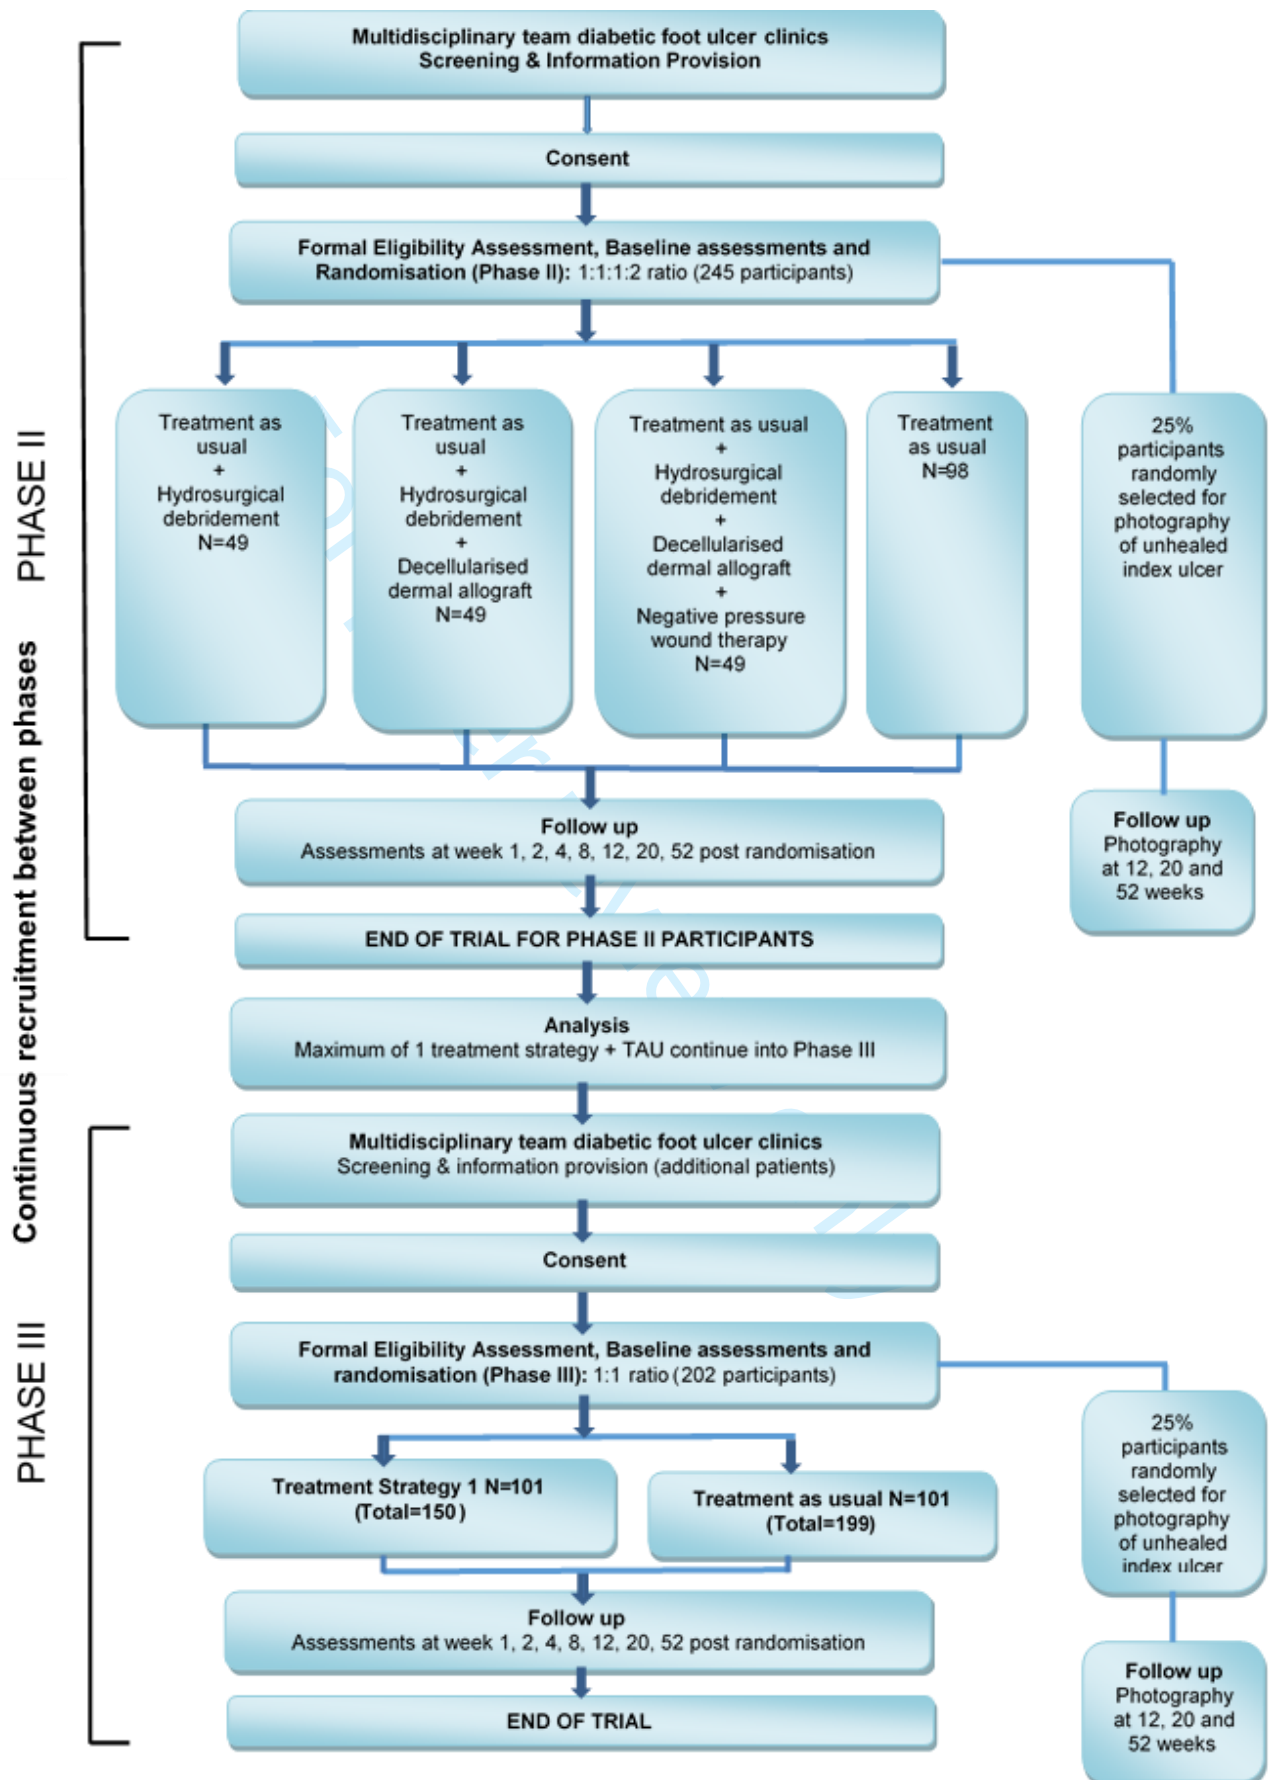 Multidisciplinary team diabetic foot ulcer clinics
Screening & Information Provision
Consent
Formal Eligibility Assessment, Baseline assessments and
Randomisation (Phase II): 1:1:1:2 ratio (245 participants)
Treatment as
usual
+
Hydrosurgical
debridement
N=49
Treatment as
usual
+
Hydrosurgical
debridement
+
Decellularised
dermal allograft
N=49
Treatment as usual
+
Hydrosurgical
debridement
+
Decellularised
dermal allograft
+
Negative pressure
wound therapy
N=49
Treatment
as usual
N=98
25%
participants
randomly
selected for
photography
of unhealed
index ulcer
Follow up
Assessments at week 1, 2, 4, 8, 12, 20, 52 post randomisation
Follow up
Photography
at 12, 20 and
52 weeks
END OF TRIAL FOR PHASE II PARTICIPANTS
PHASE II
Continuous recruitment between phases
Analysis
Maximum of 1 treatment strategy + TAU continue into Phase III
Multidisciplinary team diabetic foot ulcer clinics
Screening & information provision (additional patients)
Consent
Formal Eligibility Assessment, Baseline assessments and
randomisation (Phase III): 1:1 ratio (202 participants)
Treatment Strategy 1 N=101
(Total=150)
Treatment as usual N=101
(Total=199)
25%
participants
randomly
selected for
photography
of unhealed
index ulcer
Follow up
Assessments at week 1, 2, 4, 8, 12, 20, 52 post randomisation
Follow up
Photography
at 12, 20 and
52 weeks
END OF TRIAL
PHASE III